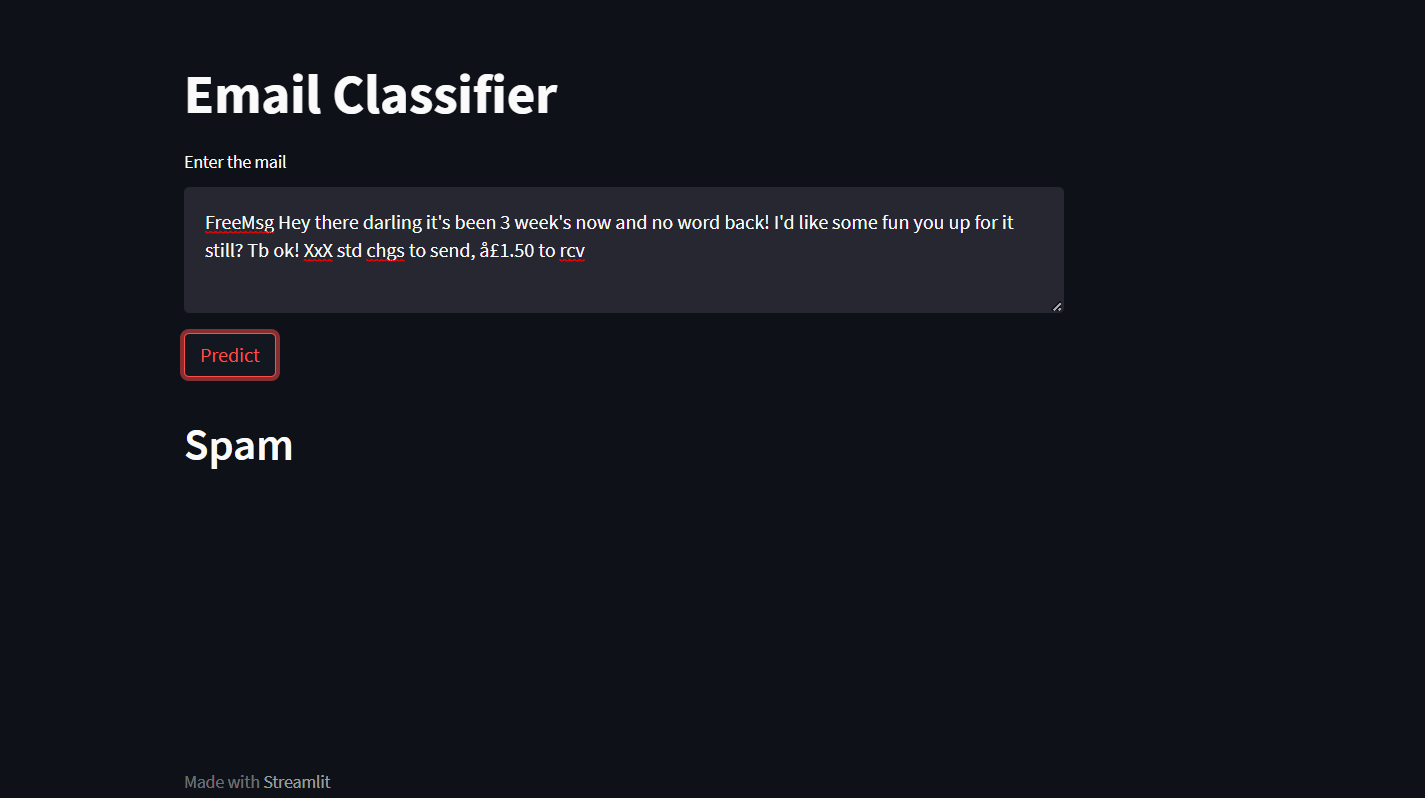 Email Classifier
Enter the mail
FreeMsg Hey there darling it's been 3 week's now and no word back! I'd like some fun you up for it
still? Tb ok! XxX std chgs to send, å£1.50 to rcv
Predict
Spam
Made with Streamlit